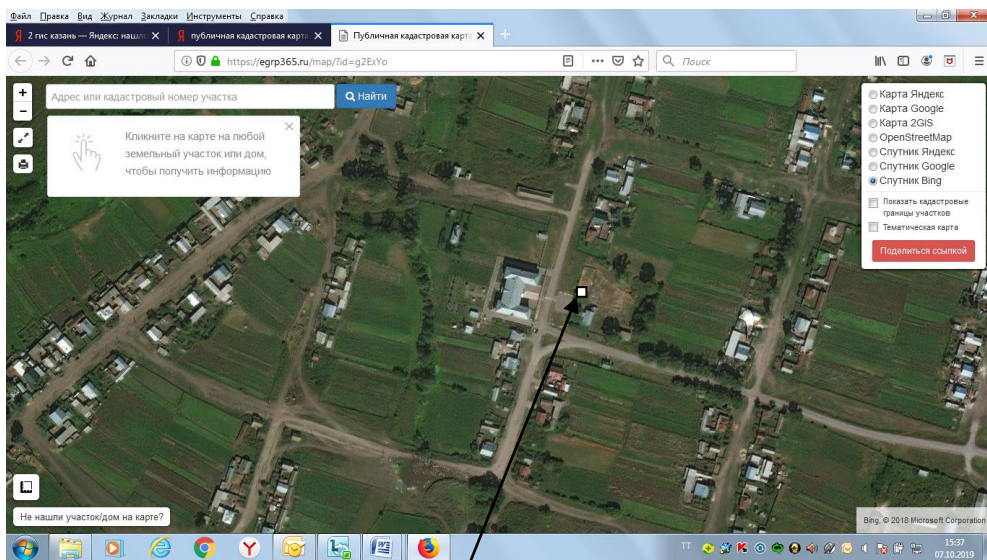 Файл Правка Вид Журнал Закладки Инструменты Справка
2 гис казань — Яндекс: нашл
публичная кадастровая карта
Публичная кадастровая карта
https://egrp365.ru/map/?id=g2ExYo
Поиск
Адрес или кадастровый номер участка
Найти
Кликните на карте на любой
земельный участок или дом,
чтобы получить информацию
Карта Яндекс
Карта Google
Карта 2GIS
OpenStreetMap
Спутник Яндекс
Спутник Google
Спутник Bing
Показать кадастровые
границы участков
Тематическая карта
Поделиться ссылкой
Не нашли участок/дом на карте?
Bing, © 2018 Microsoft Corporation
TT
15:37
07.10.2019